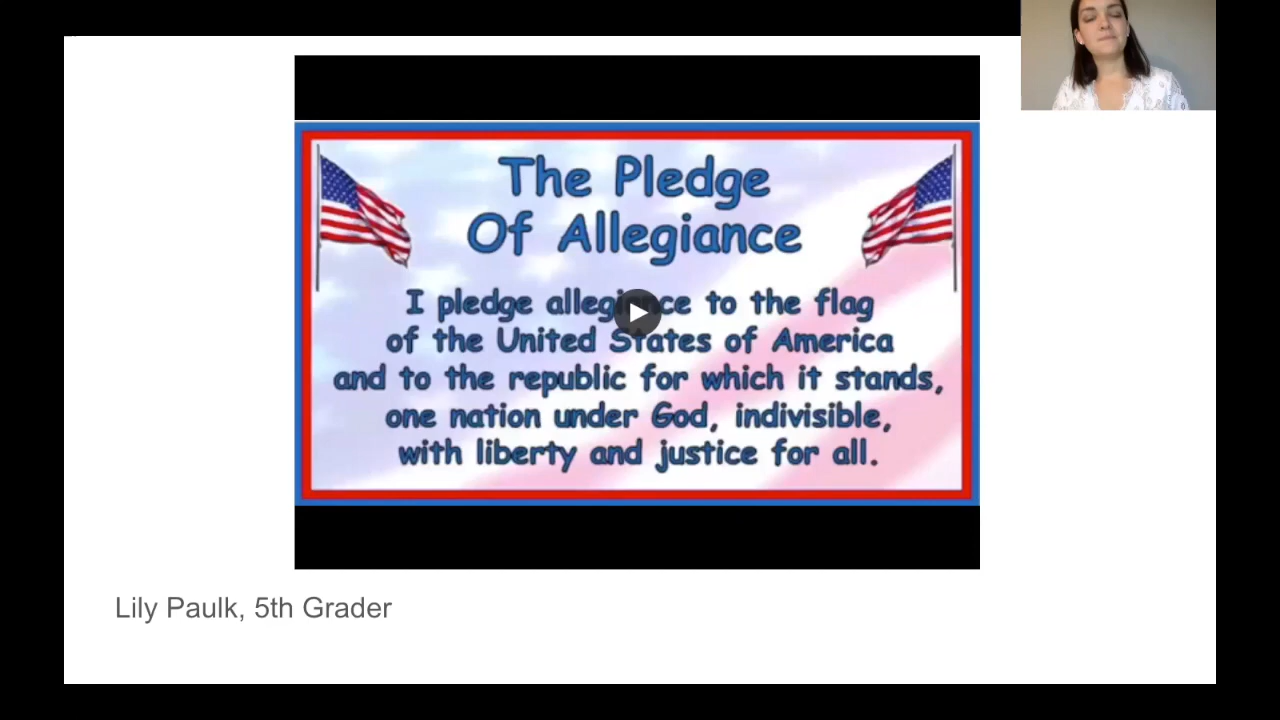 The Pledge
Of Allegiance
I pledge allegiance to the flag
of the United States of America
and to the republic for which it stands,
one nation under God, indivisible,
with liberty and justice for all.
Lily Paulk, 5th Grader